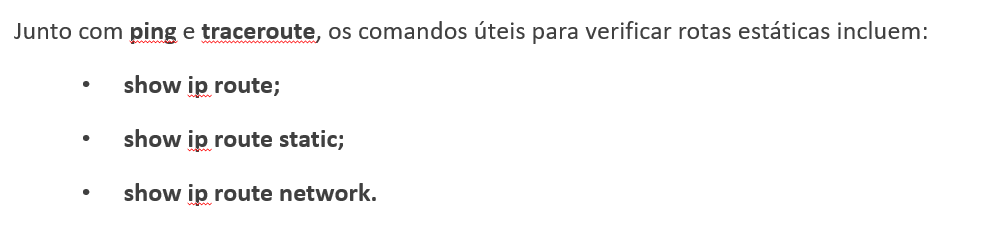 Junto com ping e traceroute, os comandos úteis para verificar rotas estáticas incluem:
• show ip route;
• show ip route static;
• show ip route network.